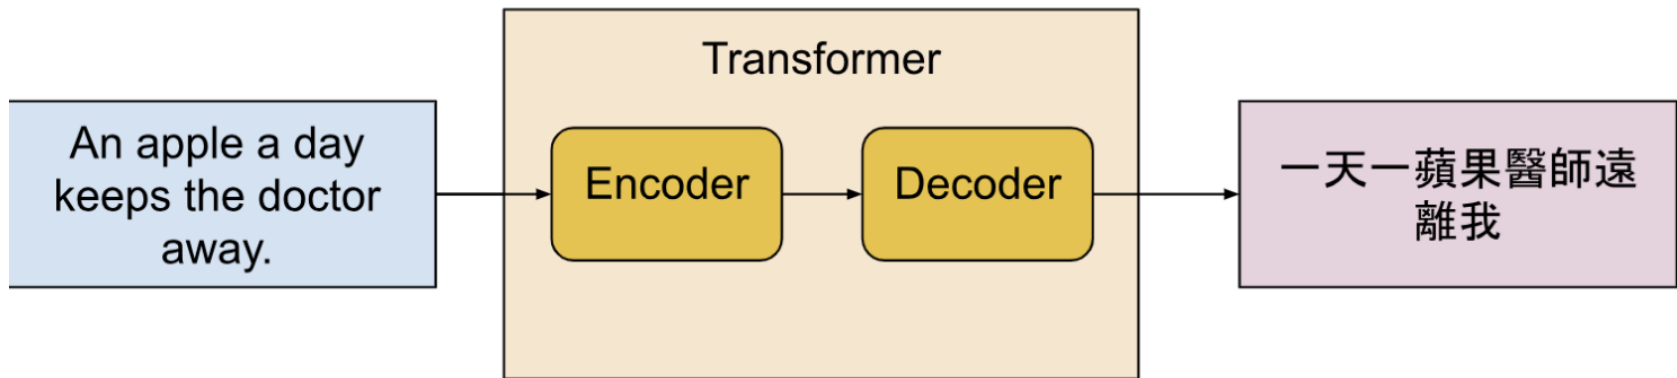 Transformer
An apple a day
keeps the doctor
away.
Encoder
Decoder
一天一蘋果醫師遠
離我